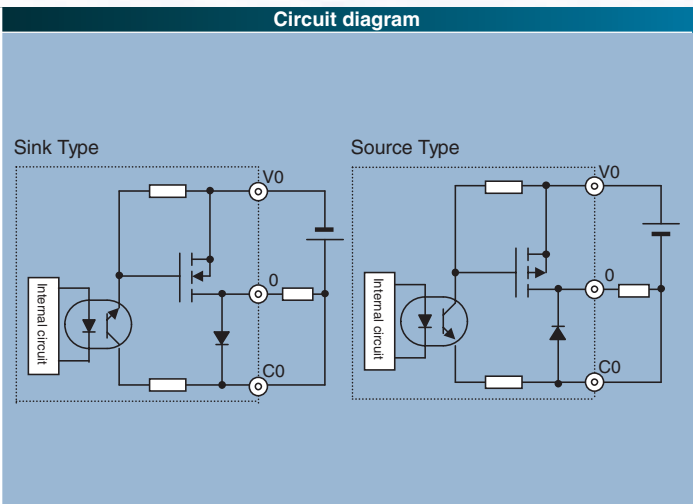 Circuit diagram
Sink Type
Source Type
V0
V0
0
0
Internal circuit
Internal circuit
C0
C0